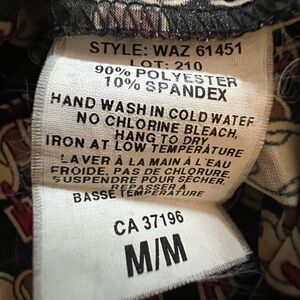 STYLE: WAZ 61451
LOT: 210
90% POLYESTER
10% SPANDEX
HAND WASH IN COLD WATER
NO CHLORINE BLEACH,
HANG TO DRY
IRON AT LOW TEMPERATURE
LAVER À LA MAIN À L'EAU
FROIDE. PAS DE CHLORURE.
SUSPENDRE POUR SÉCHER.
REPASSER À
BASSE TEMPÉRATURE
CA 37196
M/M